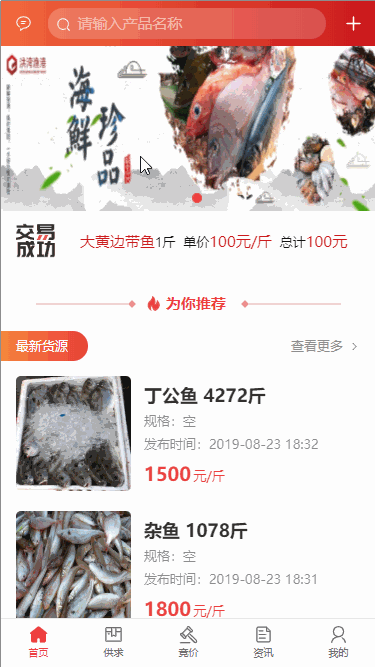 请输入产品名称
洪湾渔港
海鲜
珍品
交易成功
大黄边带鱼1斤 单价100元/斤 总计100元
为你推荐
最新货源 查看更多
丁公鱼 4272斤
规格：空
发布时间：2019-08-23 18:32
1500元/斤
杂鱼 1078斤
规格：空
发布时间：2019-08-23 18:31
1800元/斤
首页 供求 竞价 资讯 我的